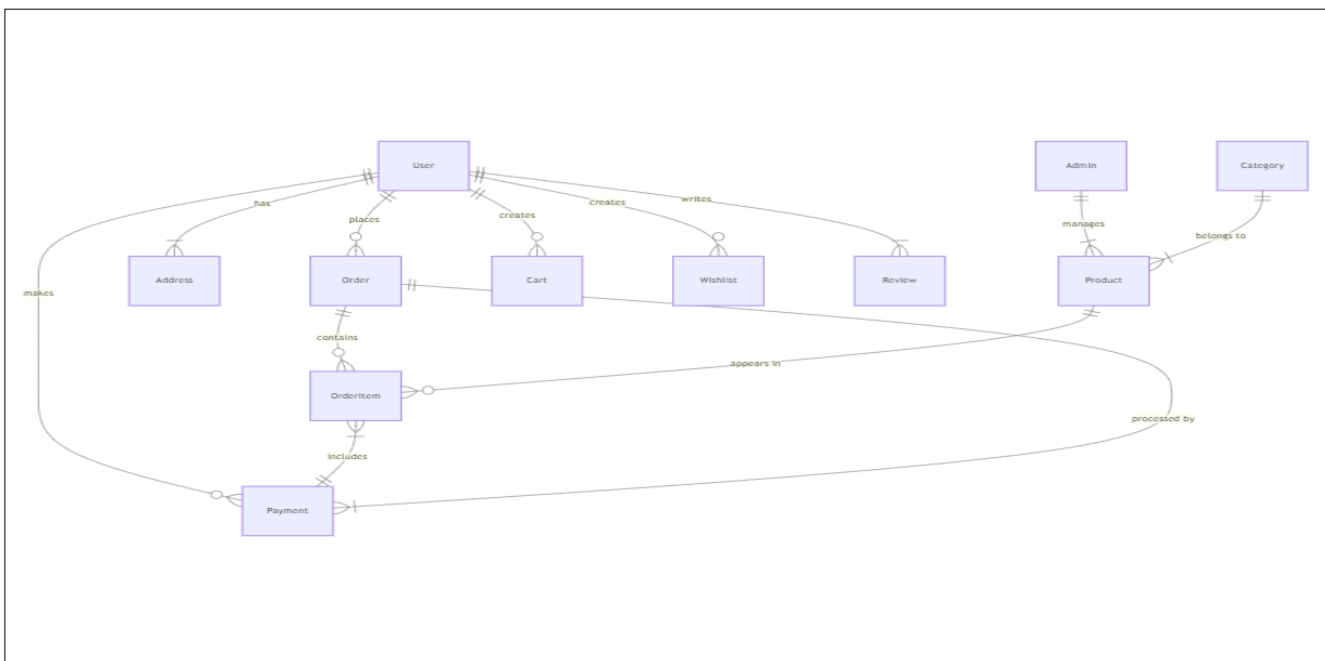 User
Admin
Category
has
places
creates
creates
writes
manages
belongs to
Address
Order
Cart
Wishlist
Review
Product
makes
contains
appears in
OrderItem
processed by
includes
Payment